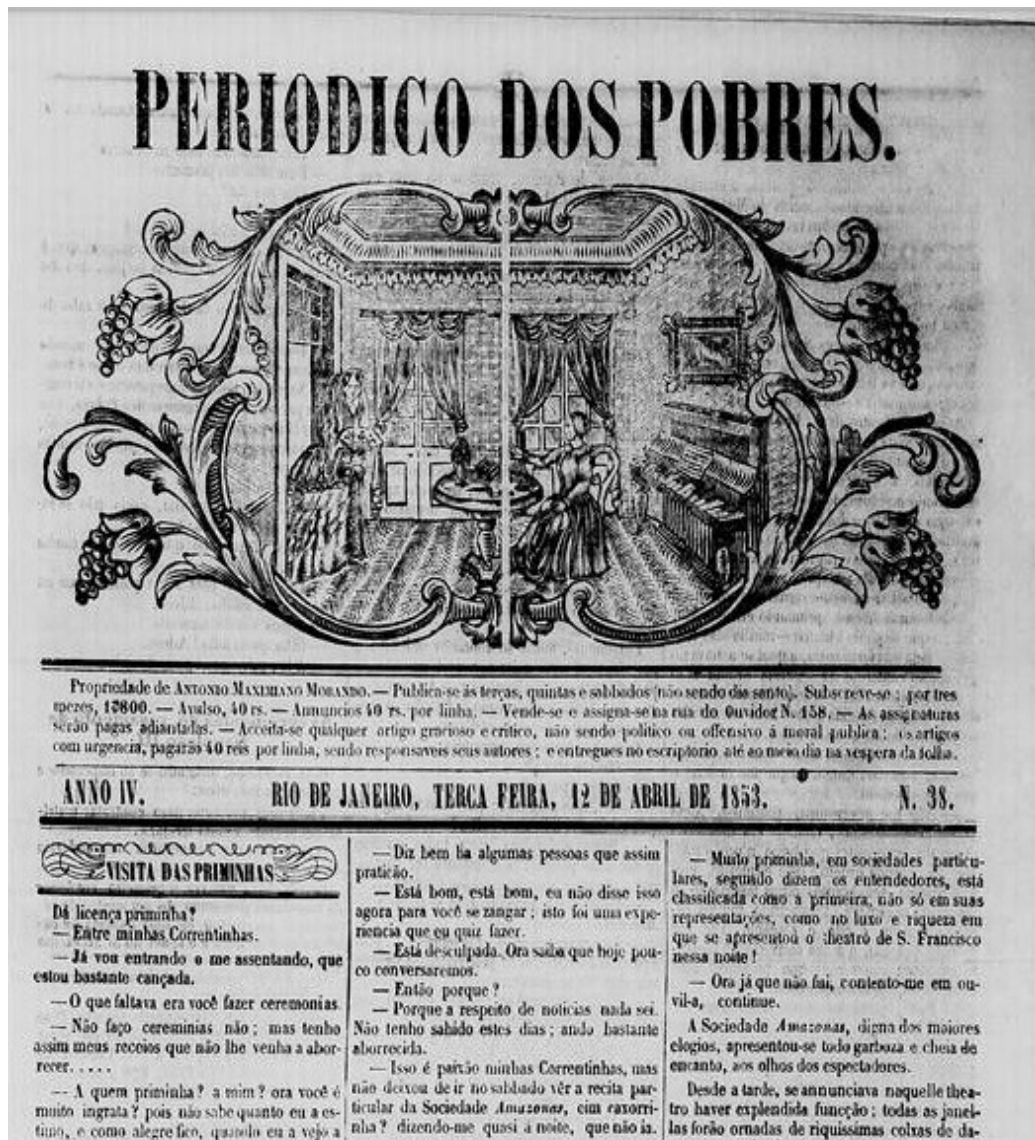 PERIODICO DOS POBRES.
Propriedade de ANTONIO MAXIMIANO MORANDO. — Publica-se ás terças, quintas e sabbados (não sendo dia santo). Subscreve-se : por tres
mezes, 1$800. — Avulso, 40 rs. — Annuncios 40 rs. por linha. — Vende-se e assigna-se na rua do Ouvidor N. 158. — As assignaturas
serão pagas adiantadas. — Acceita-se qualquer artigo gracioso e critico, não sendo politico ou offensivo á moral publica ; os artigos
com urgencia, pagarão 40 reis por linha, sendo responsaveis seus autores ; e entregues no escriptorio até ao meio dia na vespera da folha.
ANNO IV. RIO DE JANEIRO, TERCA FEIRA, 12 DE ABRIL DE 1853. N. 38.
VISITA DAS PRIMINHAS
Dá licença priminha ?
— Entre minhas Correntinhas.
— Já vou entrando e me assentando, que
estou bastante cançada.
— O que faltava era você fazer ceremonias
— Não faço cereminias não ; mas tenho
assim meus receios que não lhe venha a abor-
recer.....
— A quem priminha ? a mim ? ora você é
muito ingrata ? pois não sabe quanto eu a es-
timo, e como alegre fico, quando eu a vejo a
— Diz bem ha algumas pessoas que assim
praticão.
— Está bom, está bom, eu não disse isso
agora para você se zangar ; isto foi uma expe-
riencia que eu quiz fazer.
— Está desculpada. Ora saiba que hoje pou-
co conversaremos.
— Então porque ?
— Porque a respeito de noticias nada sei.
Não tenho sabido estes dias ; ando bastante
aborrecida.
— Isso é paixão minhas Correntinhas, mas
não deixou de ir no sabbado vêr a recita par-
ticular da Sociedade Amazonas, eim caxorri-
nha ? dizendo-me quasi á noite, que não ia.
— Muito priminha, em sociedades particu-
lares, segundo dizem os entendedores, está
classificada como a primeira, não só em suas
representações, como no luxo e riqueza em
que se apresentou o theatro de S. Francisco
nessa noite !
— Ora já que não fui, contento-me em ou-
vil-a, continue.
A Sociedade Amazonas, digna dos maiores
elogios, apresentou-se todo garboza e cheia de
encanto, aos olhos dos espectadores.
Desde a tarde, se annunciava naquelle thea-
tro haver explendida funcção ; todas as janel-
las forão ornadas de riquissimas colxas de da-